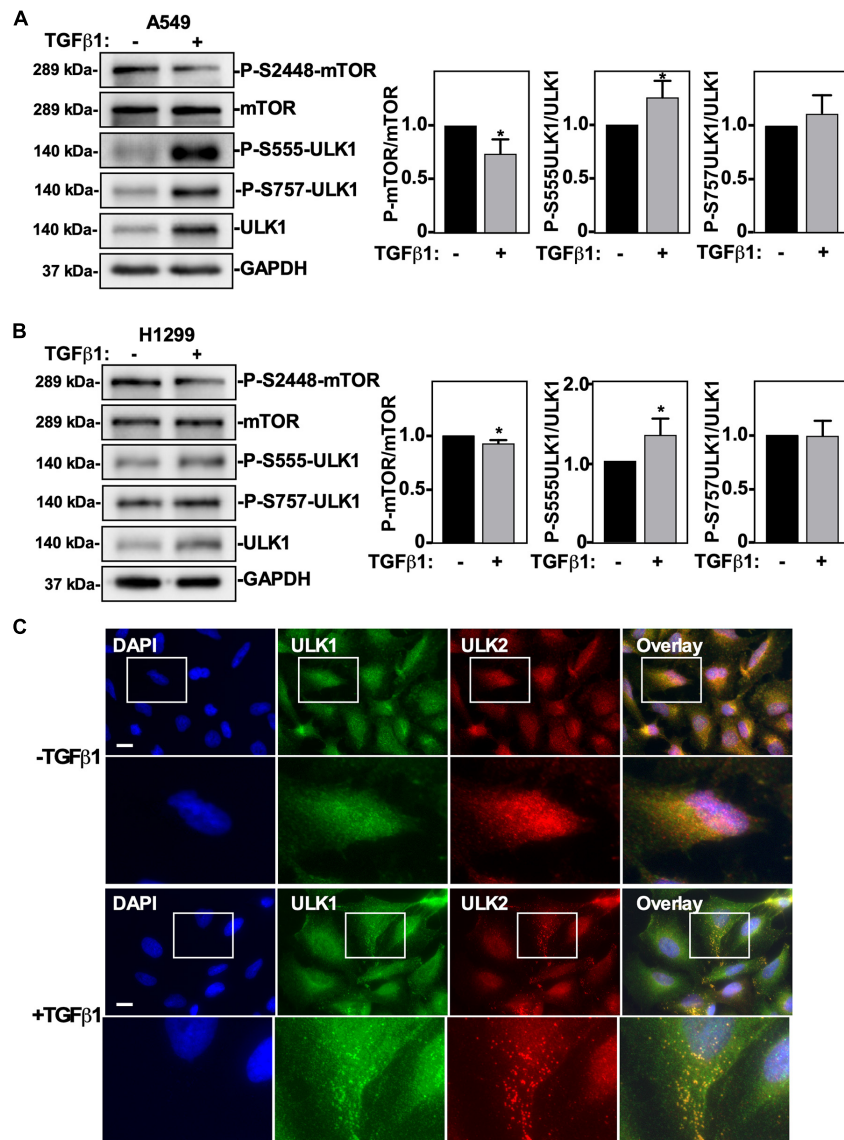 A
A549
TGFβ1: - +
289 kDa- -P-S2448-mTOR
289 kDa- -mTOR
140 kDa- -P-S555-ULK1
140 kDa- -P-S757-ULK1
140 kDa- -ULK1
37 kDa- -GAPDH
P-mTOR/mTOR
1.0
0.5
0
*
TGFβ1: - +
P-S555ULK1/ULK1
1.0
0.5
0
*
TGFβ1: - +
P-S757ULK1/ULK1
1.0
0.5
0
TGFβ1: - +
B
H1299
TGFβ1: - +
289 kDa- -P-S2448-mTOR
289 kDa- -mTOR
140 kDa- -P-S555-ULK1
140 kDa- -P-S757-ULK1
140 kDa- -ULK1
37 kDa- -GAPDH
P-mTOR/mTOR
1.0
0.5
0
*
TGFβ1: - +
P-S555ULK1/ULK1
2.0
1.0
0
*
TGFβ1: - +
P-S757ULK1/ULK1
1.0
0.5
0
TGFβ1: - +
C
DAPI ULK1 ULK2 Overlay
-TGFβ1
DAPI ULK1 ULK2 Overlay
+TGFβ1